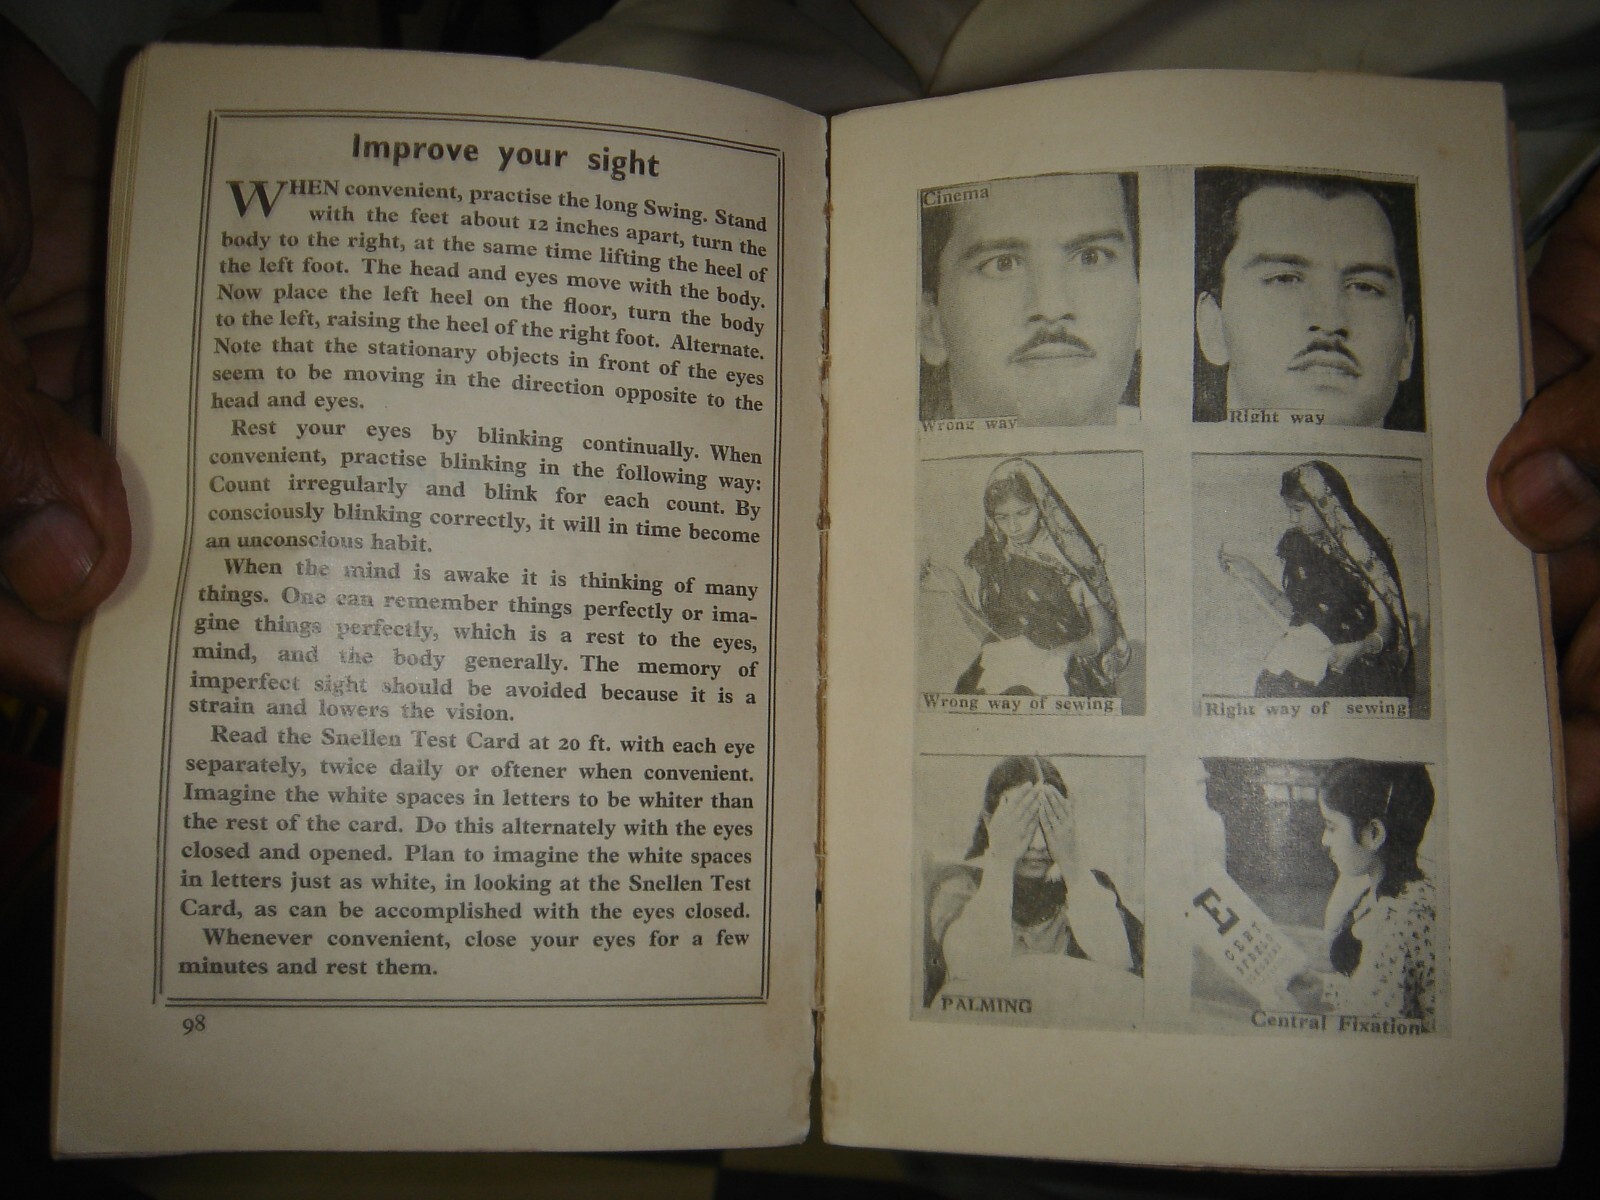 Improve your sight
WHEN convenient, practise the long Swing. Stand
with the feet about 12 inches apart, turn the
body to the right, at the same time lifting the heel of
the left foot. The head and eyes move with the body.
Now place the left heel on the floor, turn the body
to the left, raising the heel of the right foot. Alternate.
Note that the stationary objects in front of the eyes
seem to be moving in the direction opposite to the
head and eyes.
Rest your eyes by blinking continually. When
convenient, practise blinking in the following way:
Count irregularly and blink for each count. By
consciously blinking correctly, it will in time become
an unconscious habit.
When the mind is awake it is thinking of many
things. One can remember things perfectly or ima-
gine things perfectly, which is a rest to the eyes,
mind, and the body generally. The memory of
imperfect sight should be avoided because it is a
strain and lowers the vision.
Read the Snellen Test Card at 20 ft. with each eye
separately, twice daily or oftener when convenient.
Imagine the white spaces in letters to be whiter than
the rest of the card. Do this alternately with the eyes
closed and opened. Plan to imagine the white spaces
in letters just as white, in looking at the Snellen Test
Card, as can be accomplished with the eyes closed.
Whenever convenient, close your eyes for a few
minutes and rest them.
98
Cinema
Wrong way
Right way
Wrong way of sewing
Right way of sewing
PALMING
E
Central Fixation